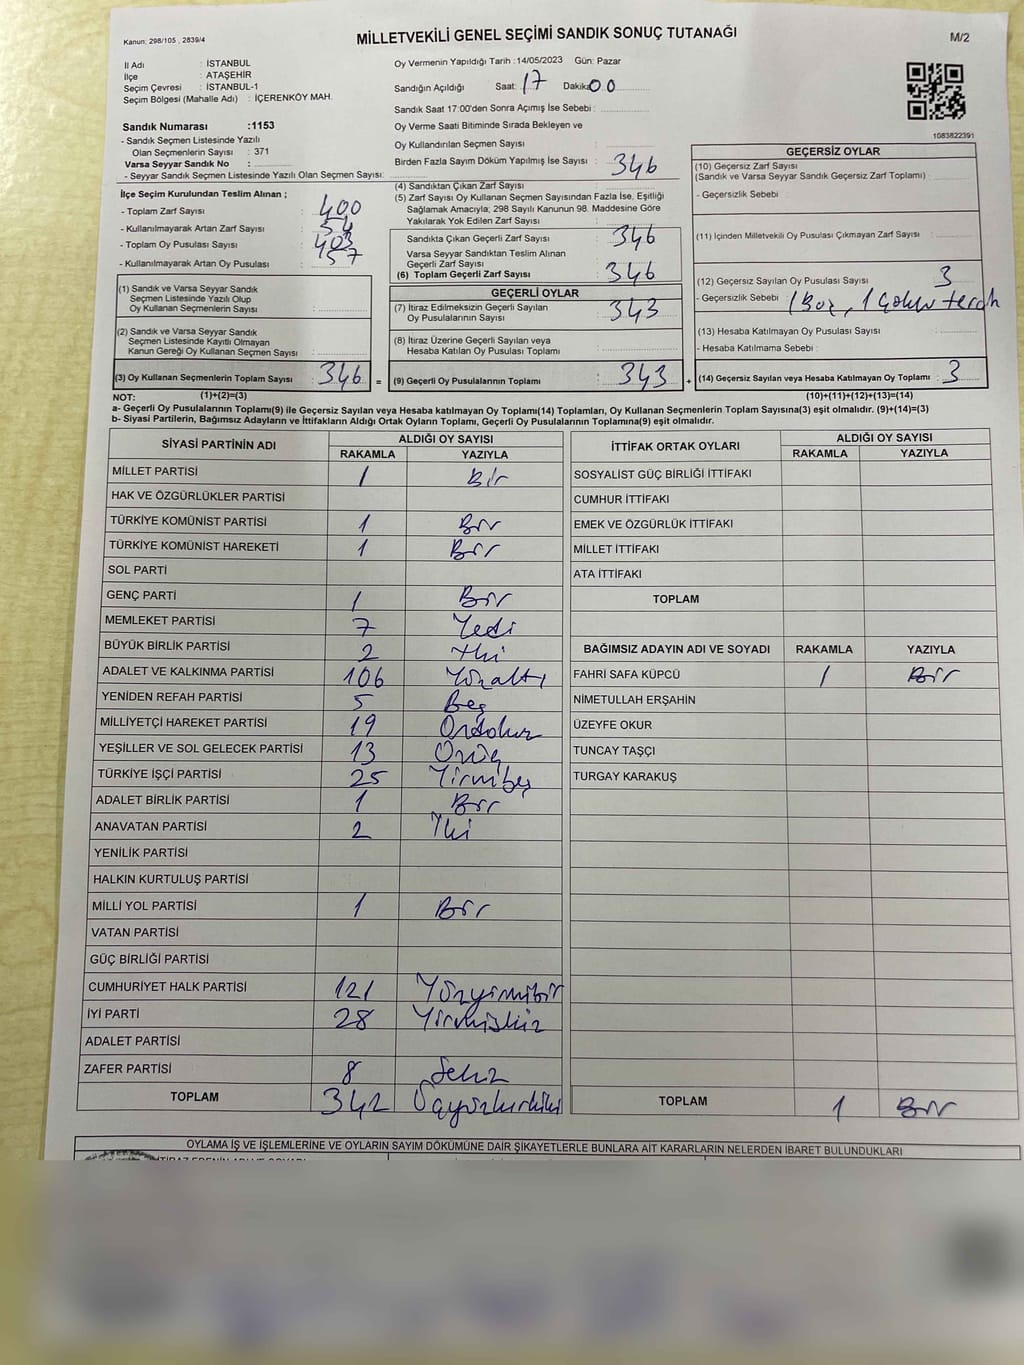 Kanun: 298/105 , 2839/4
MİLLETVEKİLİ GENEL SEÇİMİ SANDIK SONUÇ TUTANAĞI
M/2
İl Adı : İSTANBUL
İlçe : ATAŞEHİR
Seçim Çevresi : İSTANBUL-1
Seçim Bölgesi (Mahalle Adı) : İÇERENKÖY MAH.
Sandık Numarası :1153
- Sandık Seçmen Listesinde Yazılı
Olan Seçmenlerin Sayısı : 371
Varsa Seyyar Sandık No :
- Seyyar Sandık Seçmen Listesinde Yazılı Olan Seçmen Sayısı:
Oy Vermenin Yapıldığı Tarih :14/05/2023 Gün: Pazar
Sandığın Açıldığı Saat: 17 Dakika 00
Sandık Saat 17:00'den Sonra Açımış İse Sebebi :
Oy Verme Saati Bitiminde Sırada Bekleyen ve
Oy Kullandırılan Seçmen Sayısı :
Birden Fazla Sayım Döküm Yapılmış İse Sayısı : 346
1083822391
İlçe Seçim Kurulundan Teslim Alınan ;
- Toplam Zarf Sayısı : 400
- Kullanılmayarak Artan Zarf Sayısı : 54
- Toplam Oy Pusulası Sayısı : 403
- Kullanılmayarak Artan Oy Pusulası : 57
(1) Sandık ve Varsa Seyyar Sandık
Seçmen Listesinde Yazılı Olup
Oy Kullanan Seçmenlerin Sayısı :
(2) Sandık ve Varsa Seyyar Sandık
Seçmen Listesinde Kayıtlı Olmayan
Kanun Gereği Oy Kullanan Seçmen Sayısı :
(3) Oy Kullanan Seçmenlerin Toplam Sayısı : 346 =
(4) Sandıktan Çıkan Zarf Sayısı :
(5) Zarf Sayısı Oy Kullanan Seçmen Sayısından Fazla İse, Eşitliği
Sağlamak Amacıyla; 298 Sayılı Kanunun 98. Maddesine Göre
Yakılarak Yok Edilen Zarf Sayısı :
Sandıkta Çıkan Geçerli Zarf Sayısı : 346
Varsa Seyyar Sandıktan Teslim Alınan
Geçerli Zarf Sayısı :
(6) Toplam Geçerli Zarf Sayısı : 346
GEÇERLİ OYLAR
(7) İtiraz Edilmeksizin Geçerli Sayılan
Oy Pusulalarının Sayısı : 343
(8) İtiraz Üzerine Geçerli Sayılan veya
Hesaba Katılan Oy Pusulası Toplamı :
(9) Geçerli Oy Pusulalarının Toplamı : 343 +
GEÇERSİZ OYLAR
(10) Geçersiz Zarf Sayısı
(Sandık ve Varsa Seyyar Sandık Geçersiz Zarf Toplamı) :
- Geçersizlik Sebebi :
(11) İçinden Milletvekili Oy Pusulası Çıkmayan Zarf Sayısı :
(12) Geçersiz Sayılan Oy Pusulası Sayısı : 3
- Geçersizlik Sebebi : 1 Boş, 1 çoklu tercih
(13) Hesaba Katılmayan Oy Pusulası Sayısı :
- Hesaba Katılmama Sebebi :
(14) Geçersiz Sayılan veya Hesaba Katılmayan Oy Toplamı : 3
NOT: (1)+(2)=(3) (10)+(11)+(12)+(13)=(14)
a- Geçerli Oy Pusulalarının Toplamı(9) ile Geçersiz Sayılan veya Hesaba katılmayan Oy Toplamı(14) Toplamları, Oy Kullanan Seçmenlerin Toplam Sayısına(3) eşit olmalıdır. (9)+(14)=(3)
b- Siyasi Partilerin, Bağımsız Adayların ve İttifakların Aldığı Ortak Oyların Toplamı, Geçerli Oy Pusulalarının Toplamına(9) eşit olmalıdır.
SİYASİ PARTİNİN ADI ALDIĞI OY SAYISI
RAKAMLA YAZIYLA
MİLLET PARTİSİ 1 Bir
HAK VE ÖZGÜRLÜKLER PARTİSİ
TÜRKİYE KOMÜNİST PARTİSİ 1 Bir
TÜRKİYE KOMÜNİST HAREKETİ 1 Bir
SOL PARTİ
GENÇ PARTİ 1 Bir
MEMLEKET PARTİSİ 7 Yedi
BÜYÜK BİRLİK PARTİSİ 2 İki
ADALET VE KALKINMA PARTİSİ 106 Yüzaltı
YENİDEN REFAH PARTİSİ 5 Beş
MİLLİYETÇİ HAREKET PARTİSİ 19 Ondokuz
YEŞİLLER VE SOL GELECEK PARTİSİ 13 Onüç
TÜRKİYE İŞÇİ PARTİSİ 25 Yirmibeş
ADALET BİRLİK PARTİSİ 1 Bir
ANAVATAN PARTİSİ 2 İki
YENİLİK PARTİSİ
HALKIN KURTULUŞ PARTİSİ
MİLLİ YOL PARTİSİ 1 Bir
VATAN PARTİSİ
GÜÇ BİRLİĞİ PARTİSİ
CUMHURİYET HALK PARTİSİ 121 Yüzyirmibir
İYİ PARTİ 28 Yirmisekiz
ADALET PARTİSİ
ZAFER PARTİSİ 8 Sekiz
TOPLAM 342 Üçyüzkırkiki
İTTİFAK ORTAK OYLARI ALDIĞI OY SAYISI
RAKAMLA YAZIYLA
SOSYALİST GÜÇ BİRLİĞİ İTTİFAKI
CUMHUR İTTİFAKI
EMEK VE ÖZGÜRLÜK İTTİFAKI
MİLLET İTTİFAKI
ATA İTTİFAKI
TOPLAM
BAĞIMSIZ ADAYIN ADI VE SOYADI RAKAMLA YAZIYLA
FAHRİ SAFA KÜPCÜ 1 Bir
NİMETULLAH ERŞAHİN
ÜZEYFE OKUR
TUNCAY TAŞÇI
TURGAY KARAKUŞ
TOPLAM 1 Bir
OYLAMA İŞ VE İŞLEMLERİNE VE OYLARIN SAYIM DÖKÜMÜNE DAİR ŞİKAYETLERLE BUNLARA AİT KARARLARIN NELERDEN İBARET BULUNDUKLARI